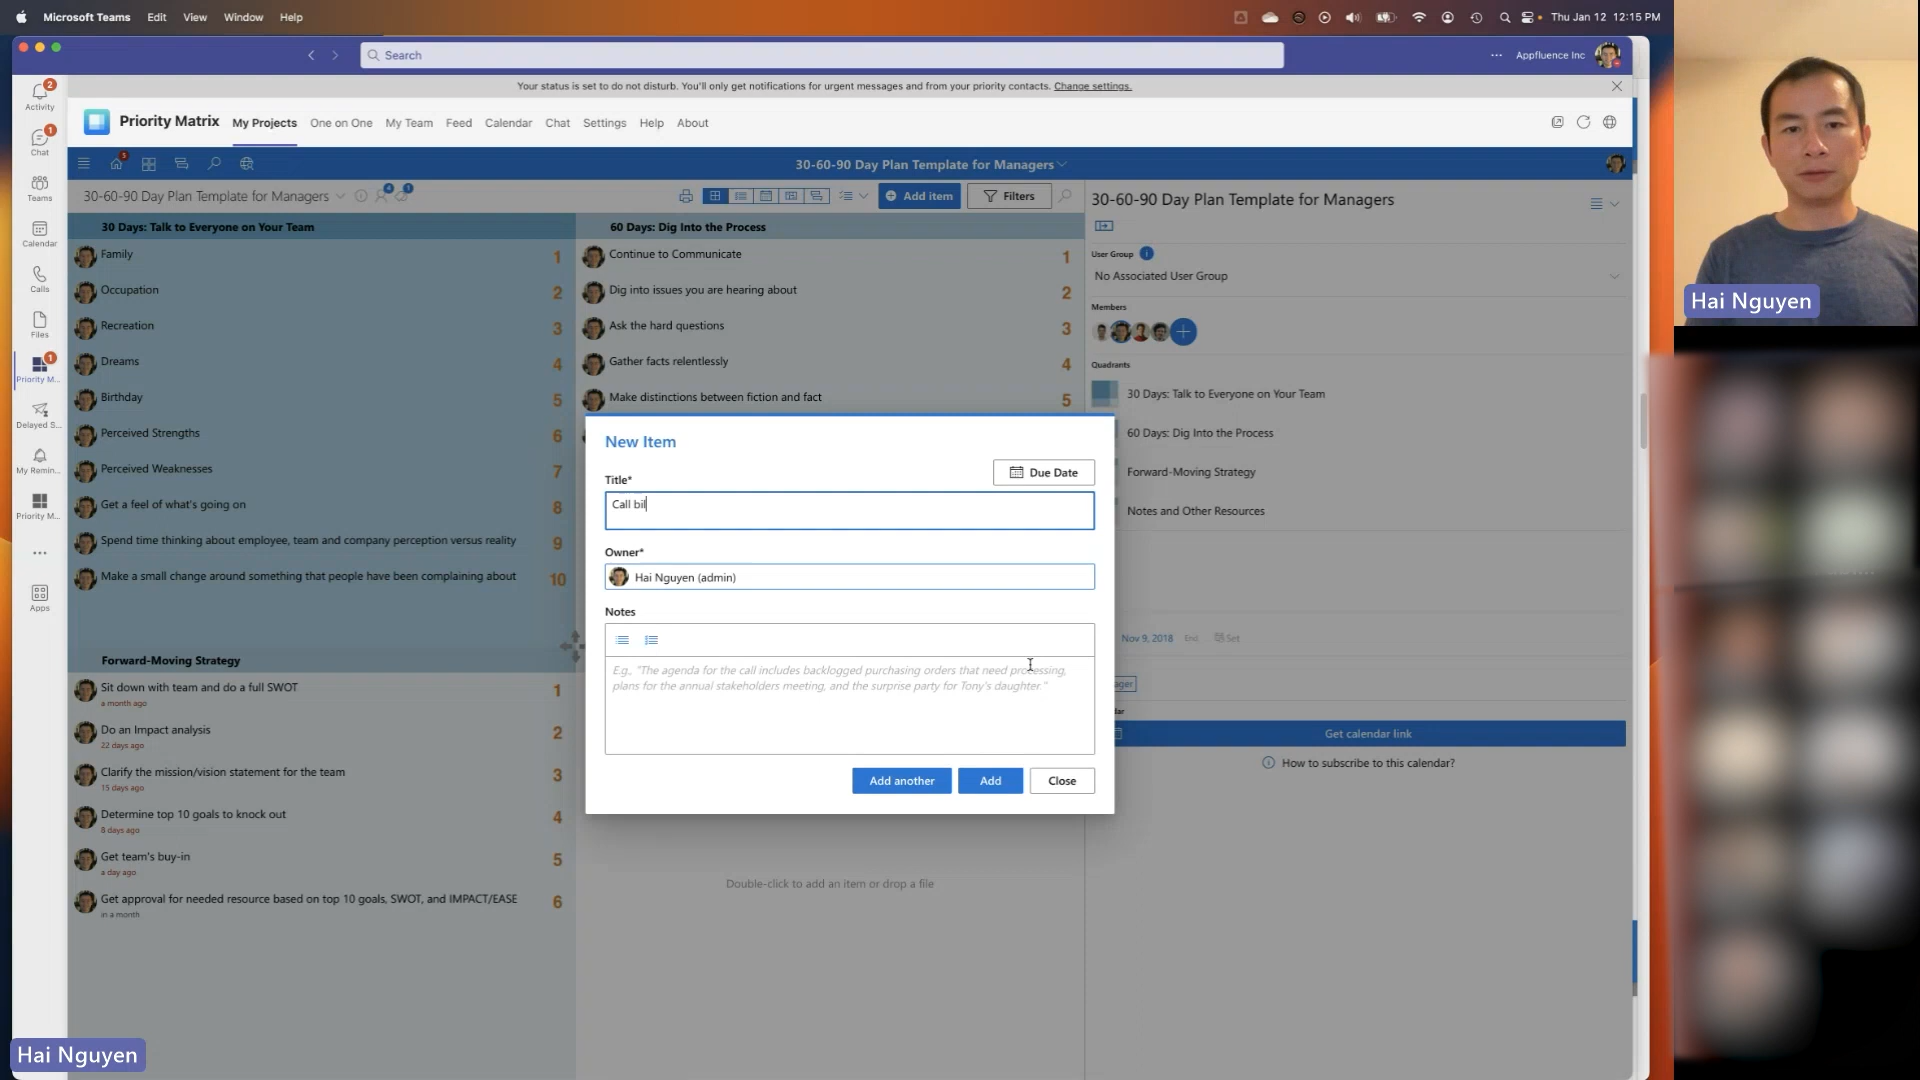 Microsoft Teams Edit View Window Help
Thu Jan 12 12:15 PM
Search
Appfluence Inc
Your status is set to do not disturb. You'll only get notifications for urgent messages and from your priority contacts. Change settings.
Priority Matrix My Projects One on One My Team Feed Calendar Chat Settings Help About
2
Activity
1
Chat
Teams
Calendar
Calls
Files
1
Priority M...
Delayed S...
My Remin...
Priority M...
Apps
30-60-90 Day Plan Template for Managers
30-60-90 Day Plan Template for Managers
Add item
Filters
30 Days: Talk to Everyone on Your Team
Family 1
Occupation 2
Recreation 3
Dreams 4
Birthday 5
Perceived Strengths 6
Perceived Weaknesses 7
Get a feel of what's going on 8
Spend time thinking about employee, team and company perception versus reality 9
Make a small change around something that people have been complaining about 10
60 Days: Dig Into the Process
Continue to Communicate 1
Dig into issues you are hearing about 2
Ask the hard questions 3
Gather facts relentlessly 4
Make distinctions between fiction and fact 5
Forward-Moving Strategy
Sit down with team and do a full SWOT 1
a month ago
Do an Impact analysis 2
22 days ago
Clarify the mission/vision statement for the team 3
15 days ago
Determine top 10 goals to knock out 4
8 days ago
Get team's buy-in 5
a day ago
Get approval for needed resource based on top 10 goals, SWOT, and IMPACT/EASE 6
in a month
Double-click to add an item or drop a file
New Item
Due Date
Title*
Call bil
Owner*
Hai Nguyen (admin)
Notes
E.g., "The agenda for the call includes backlogged purchasing orders that need processing,
plans for the annual stakeholders meeting, and the surprise party for Tony's daughter."
Add another Add Close
30-60-90 Day Plan Template for Managers
User Group
No Associated User Group
Members
Quadrants
30 Days: Talk to Everyone on Your Team
60 Days: Dig Into the Process
Forward-Moving Strategy
Notes and Other Resources
Nov 9, 2018 End Set
Get calendar link
How to subscribe to this calendar?
Hai Nguyen
Hai Nguyen